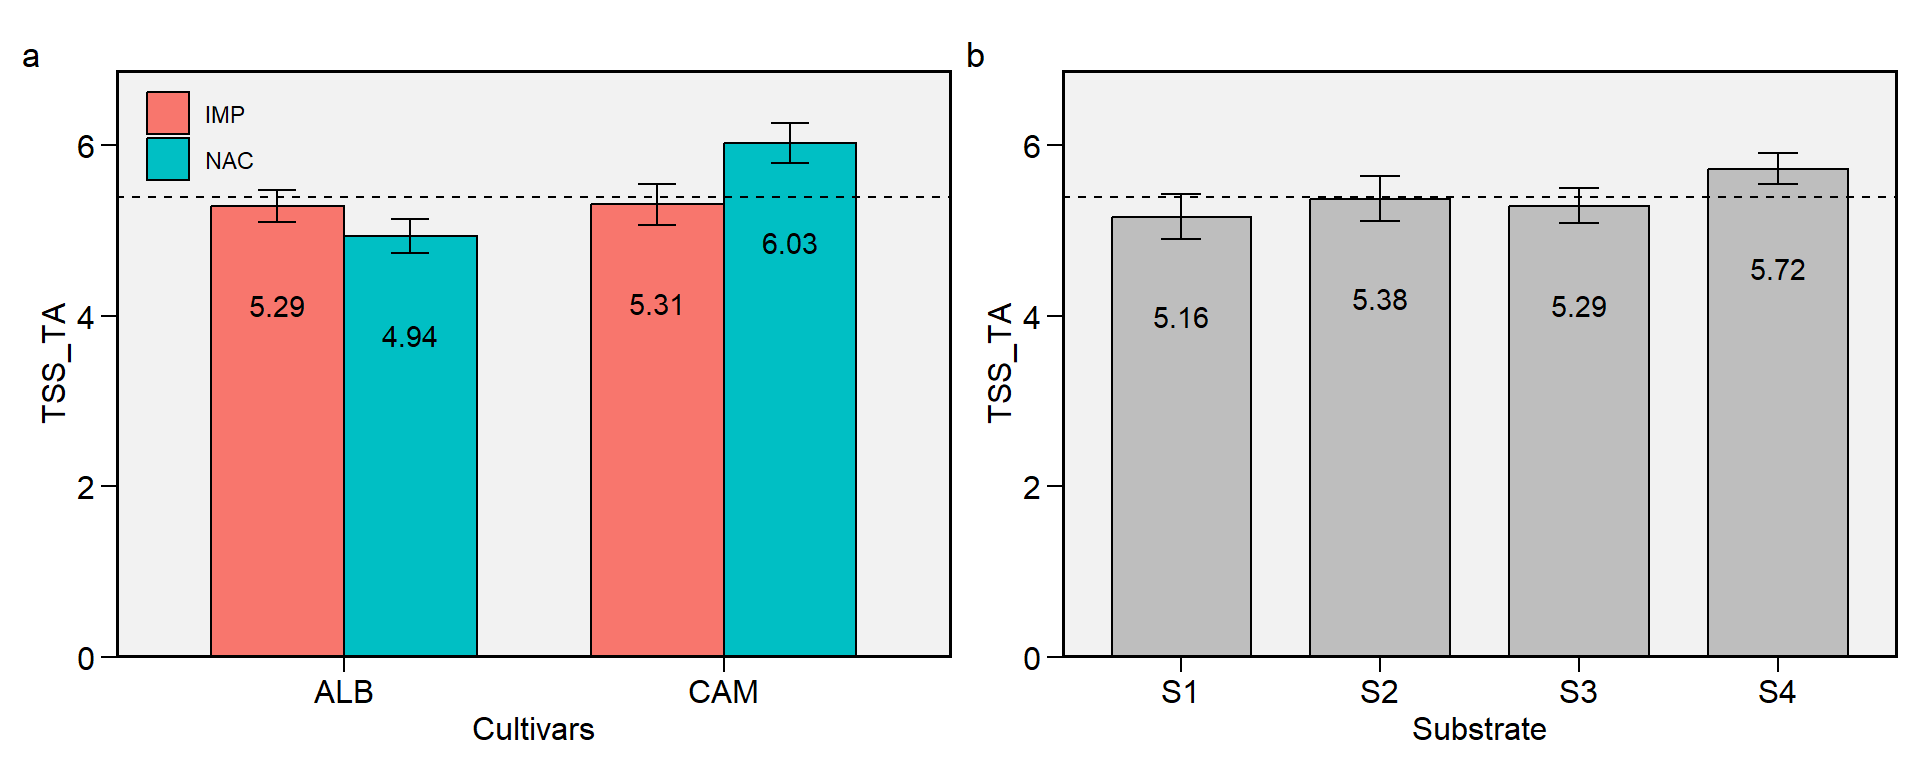 a
IMP
NAC
6
4
2
0
TSS_TA
5.29
4.94
5.31
6.03
ALB
CAM
Cultivars
b
6
4
2
0
TSS_TA
5.16
5.38
5.29
5.72
S1
S2
S3
S4
Substrate